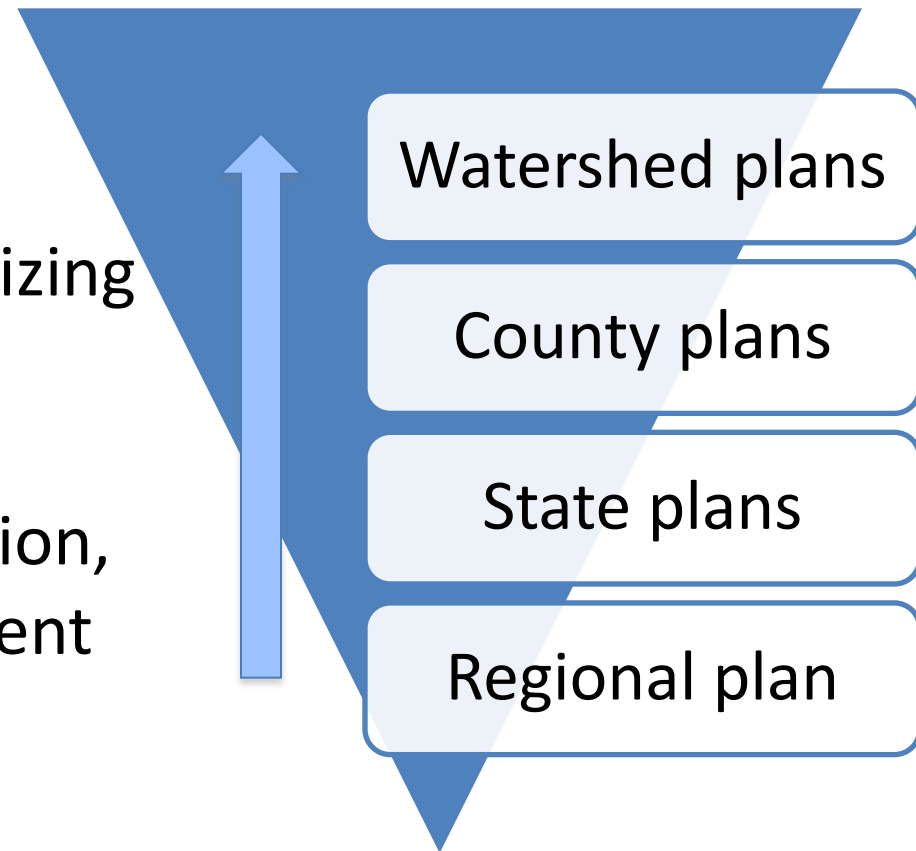 izing
ion,
ent
Watershed plans
County plans
State plans
Regional plan